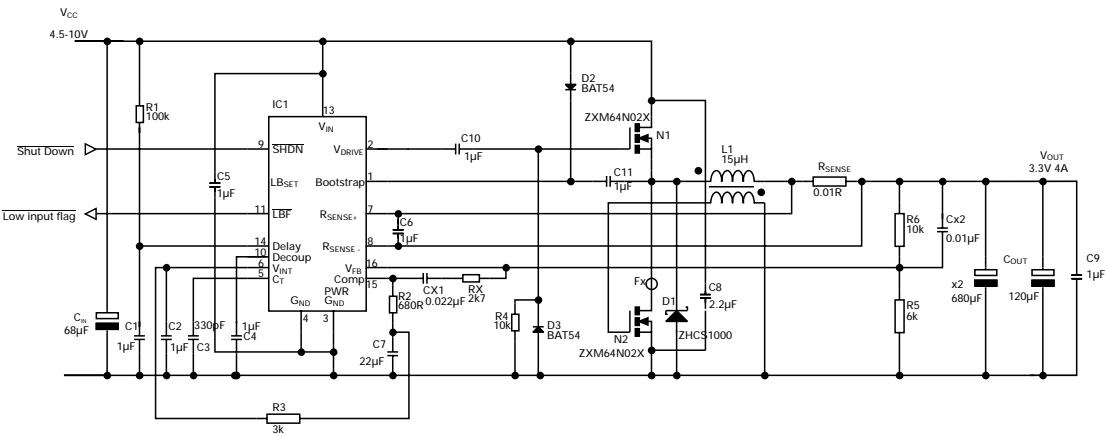 VCC
4.5-10V
D2
BAT54
R1
100k
IC1
13
VIN
ZXM64N02X
N1
Shut Down
9
SHDN
VDRIVE
2
C10
1µF
L1
15µH
RSENSE
0.01R
VOUT
3.3V 4A
C5
1µF
LBSET
Bootstrap
1
C11
1µF
Low input flag
11
LBF
RSENSE+
7
C6
1µF
R6
10k
Cx2
0.01µF
14
Delay
RSENSE -
8
10
Decoup
6
VINT
VFB
16
5
CT
Comp
15
CX1
0.022µF
RX
2k7
Fx
C8
2.2µF
COUT
C9
1µF
x2
680µF
120µF
PWR
GND
GND
4
3
R2
680R
D1
ZHCS1000
R5
6k
CIN
68µF
C1
1µF
C2
1µF
330pF
C3
1µF
C4
C7
22µF
R4
10k
D3
BAT54
N2
ZXM64N02X
R3
3k